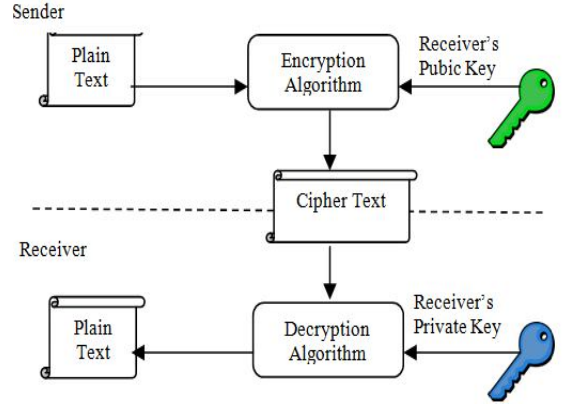 Sender
Plain
Text
Encryption
Algorithm
Receiver's
Pubic Key
Cipher Text
Receiver
Plain
Text
Decryption
Algorithm
Receiver's
Private Key